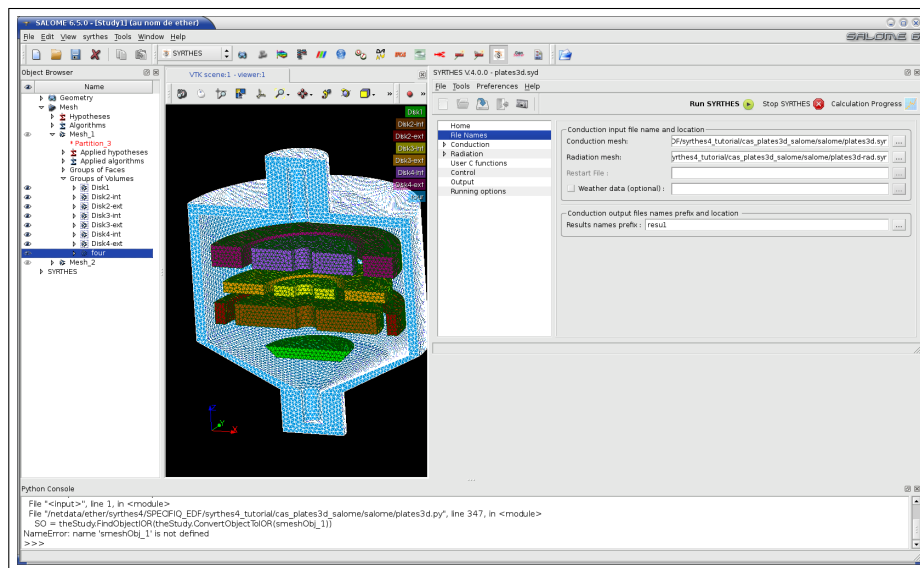 SALOME 6.5.0 - [Study1] (au nom de ether)
File Edit View syrthes Tools Window Help
SALOME 6
SYRTHES
Object Browser
Name
Geometry
Mesh
Hypotheses
Algorithms
Mesh_1
* Partition_3
Applied hypotheses
Applied algorithms
Groups of Faces
Groups of Volumes
Disk1
Disk2-int
Disk2-ext
Disk3-int
Disk3-ext
Disk4-int
Disk4-ext
four
Mesh_2
SYRTHES
VTK scene:1 - viewer:1
Disk1
Disk2-int
Disk2-ext
Disk3-int
Disk3-ext
Disk4-int
Disk4-ext
SYRTHES V.4.0.0 - plates3d.syd
File Tools Preferences Help
Run SYRTHES Stop SYRTHES Calculation Progress
Home
File Names
Conduction
Radiation
User C functions
Control
Output
Running options
Conduction input file name and location
Conduction mesh: DF/syrthes4_tutorial/cas_plates3d_salome/salome/plates3d.syr ...
Radiation mesh: yrthes4_tutorial/cas_plates3d_salome/salome/plates3d-rad.syr ...
Restart File : ...
Weather data (optional) : ...
Conduction output files names prefix and location
Results names prefix : resu1 ...
Z
Y
X
Python Console
File "<input>", line 1, in <module>
File "/netdata/ether/syrthes4/SPECIFIQ_EDF/syrthes4_tutorial/cas_plates3d_salome/salome/plates3d.py", line 347, in <module>
SO = theStudy.FindObjectIOR(theStudy.ConvertObjectToIOR(smeshObj_1))
NameError: name 'smeshObj_1' is not defined
>>>